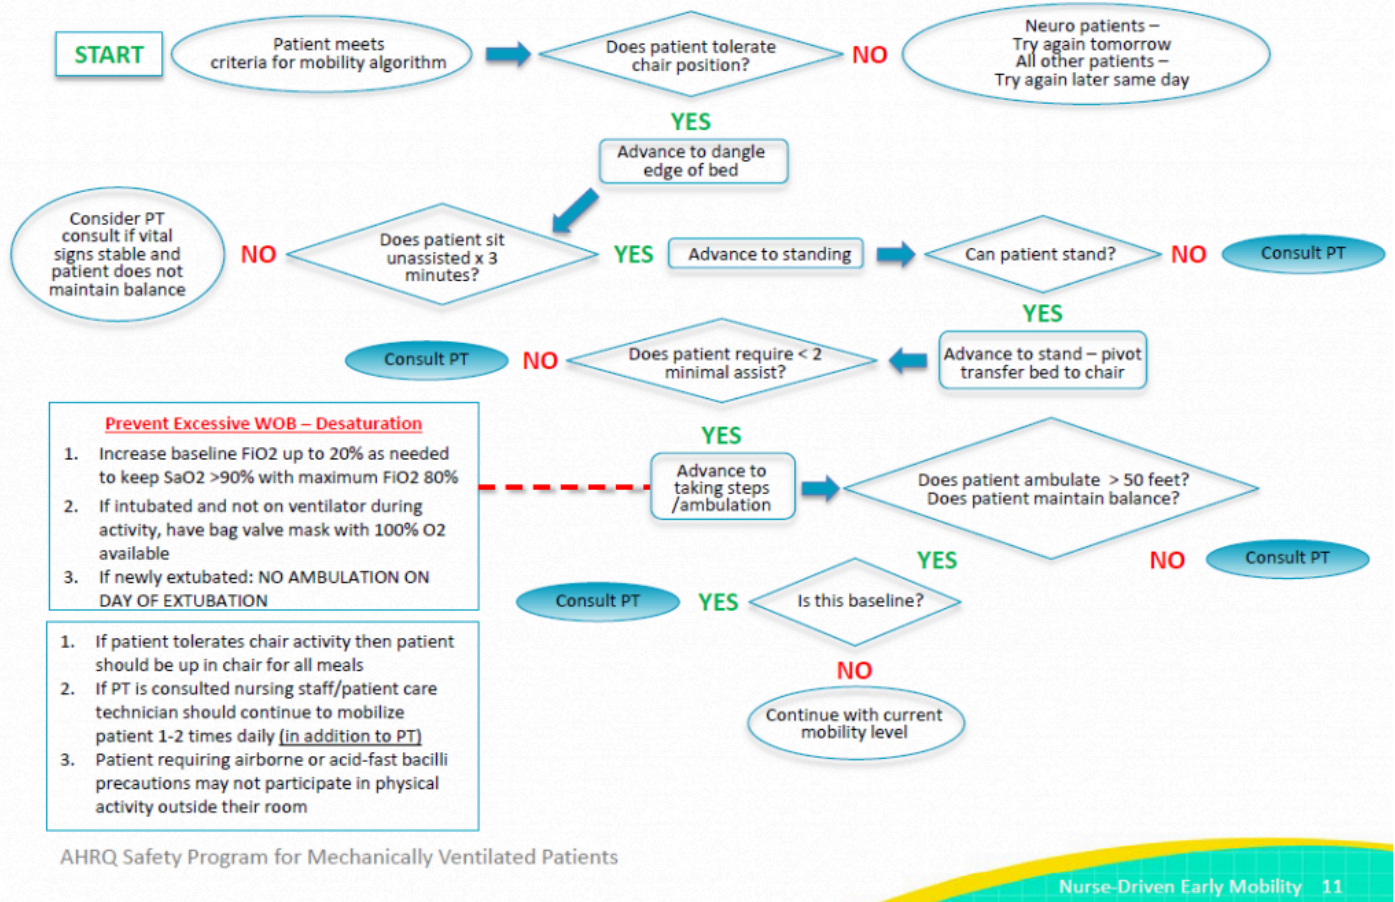 START
Patient meets
criteria for mobility algorithm
Does patient tolerate
chair position?
NO
Neuro patients –
Try again tomorrow
All other patients –
Try again later same day
YES
Advance to dangle
edge of bed
Consider PT
consult if vital
signs stable and
patient does not
maintain balance
NO
Does patient sit
unassisted x 3
minutes?
YES
Advance to standing
Can patient stand?
NO
Consult PT
YES
Consult PT
NO
Does patient require < 2
minimal assist?
Advance to stand – pivot
transfer bed to chair
YES
Prevent Excessive WOB – Desaturation
1. Increase baseline FiO2 up to 20% as needed
to keep SaO2 >90% with maximum FiO2 80%
2. If intubated and not on ventilator during
activity, have bag valve mask with 100% O2
available
3. If newly extubated: NO AMBULATION ON
DAY OF EXTUBATION
Advance to
taking steps
/ambulation
Does patient ambulate > 50 feet?
Does patient maintain balance?
YES
NO
Consult PT
Consult PT
YES
Is this baseline?
NO
Continue with current
mobility level
1. If patient tolerates chair activity then patient
should be up in chair for all meals
2. If PT is consulted nursing staff/patient care
technician should continue to mobilize
patient 1-2 times daily (in addition to PT)
3. Patient requiring airborne or acid-fast bacilli
precautions may not participate in physical
activity outside their room
AHRQ Safety Program for Mechanically Ventilated Patients
Nurse-Driven Early Mobility 11